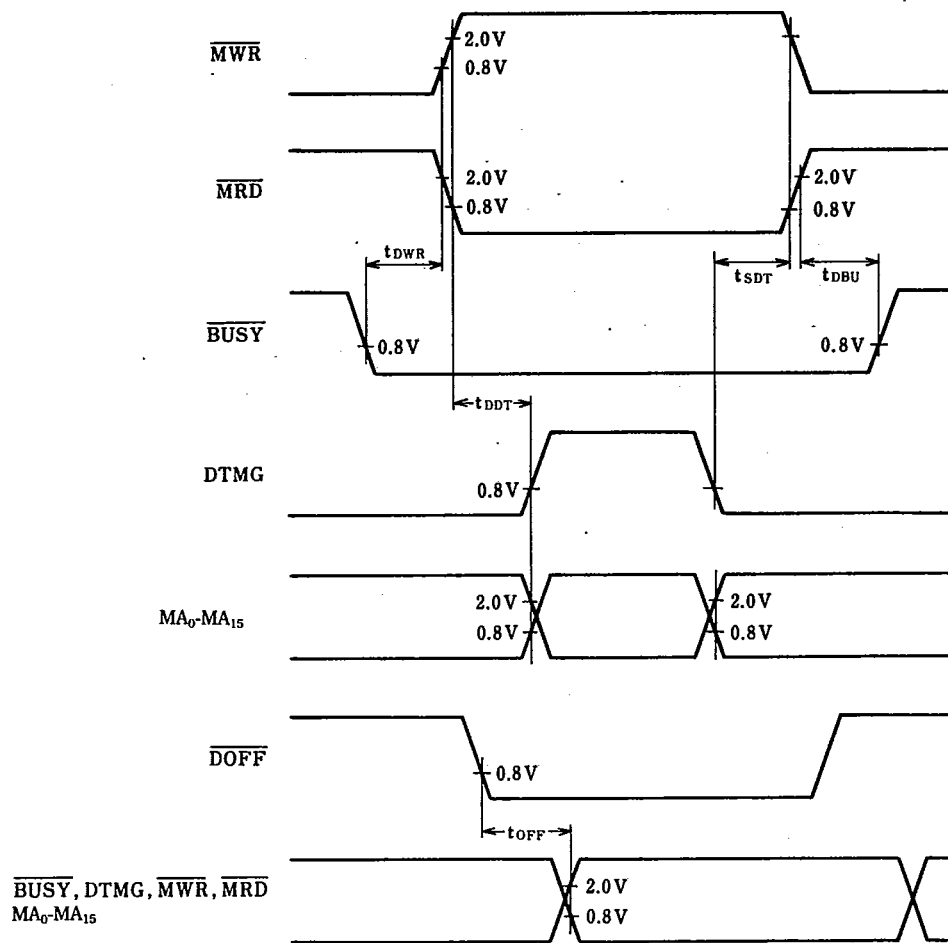 MWR
2.0V
0.8V
MRD
2.0V
0.8V
2.0V
0.8V
tDWR
tSDT
tDBU
BUSY
0.8V
0.8V
tDDT
DTMG
0.8V
MA0-MA15
2.0V
0.8V
2.0V
0.8V
DOFF
0.8V
tOFF
BUSY, DTMG, MWR, MRD
MA0-MA15
2.0V
0.8V